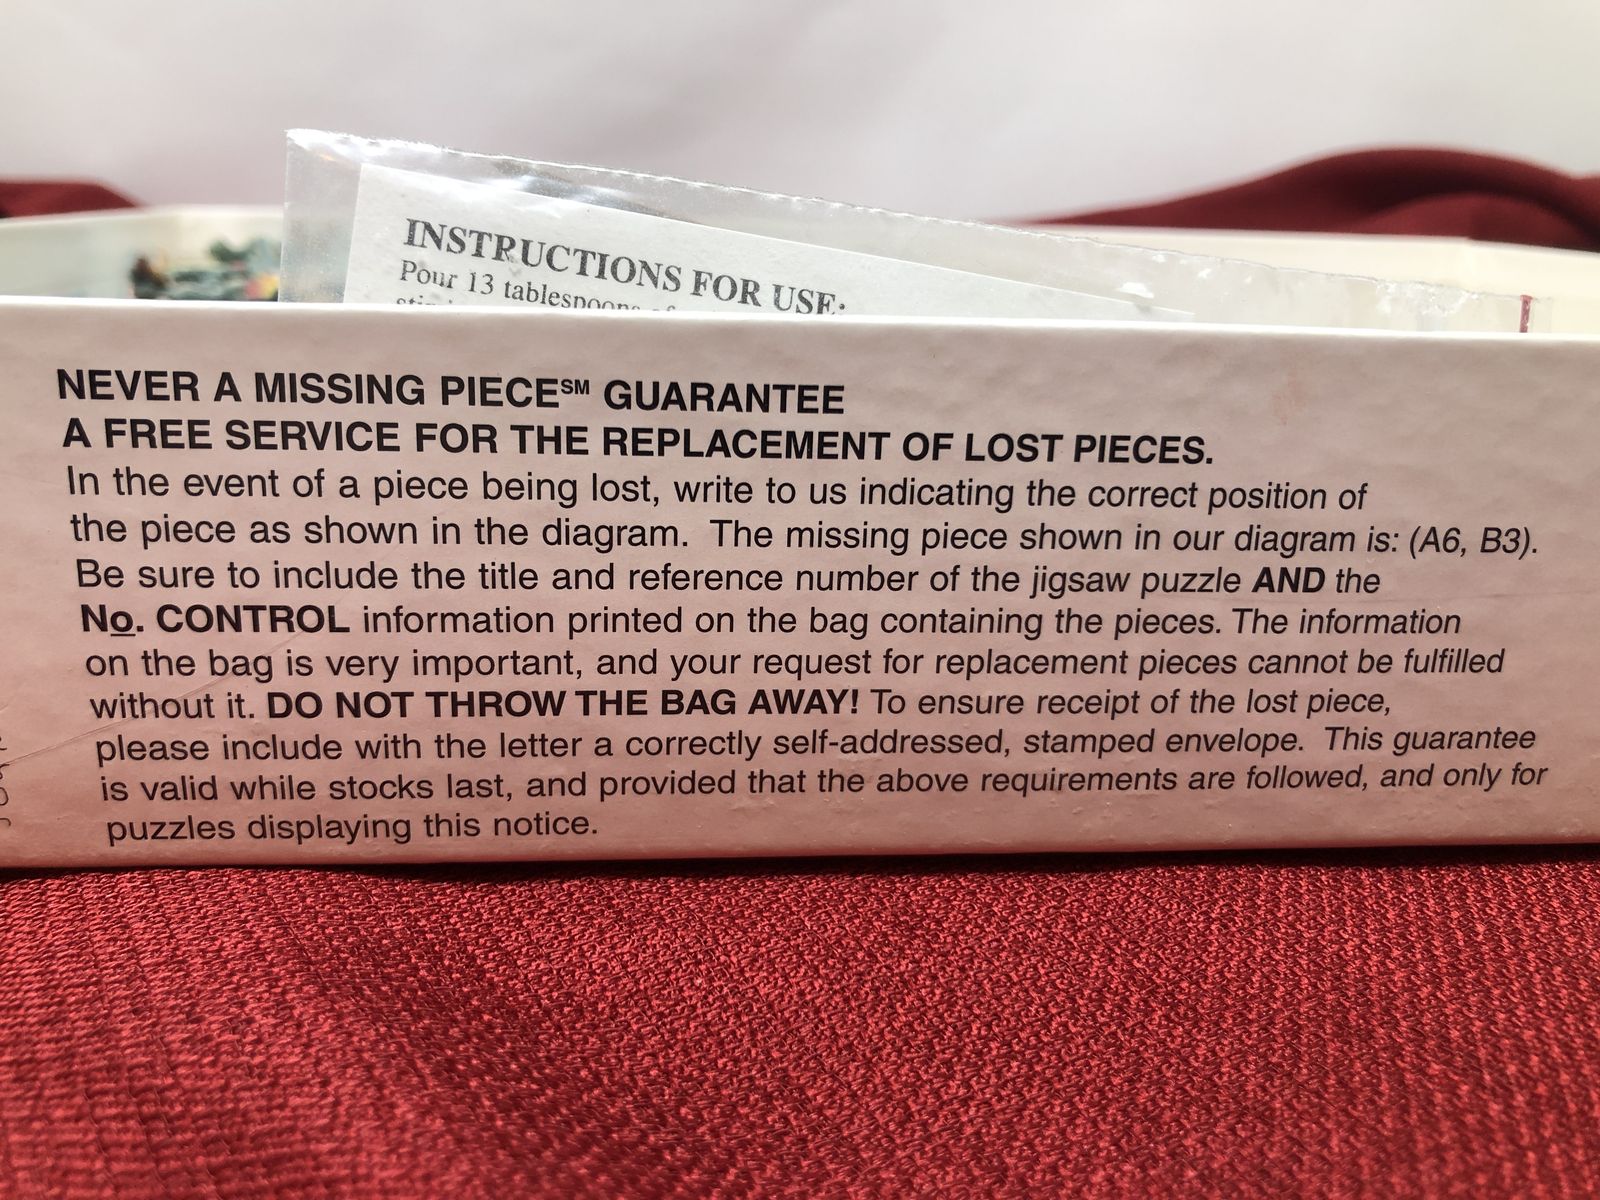 INSTRUCTIONS FOR USE:
Pour 13 tablespoons
NEVER A MISSING PIECE℠ GUARANTEE
A FREE SERVICE FOR THE REPLACEMENT OF LOST PIECES.
In the event of a piece being lost, write to us indicating the correct position of
the piece as shown in the diagram. The missing piece shown in our diagram is: (A6, B3).
Be sure to include the title and reference number of the jigsaw puzzle AND the
No. CONTROL information printed on the bag containing the pieces. The information
on the bag is very important, and your request for replacement pieces cannot be fulfilled
without it. DO NOT THROW THE BAG AWAY! To ensure receipt of the lost piece,
please include with the letter a correctly self-addressed, stamped envelope. This guarantee
is valid while stocks last, and provided that the above requirements are followed, and only for
puzzles displaying this notice.